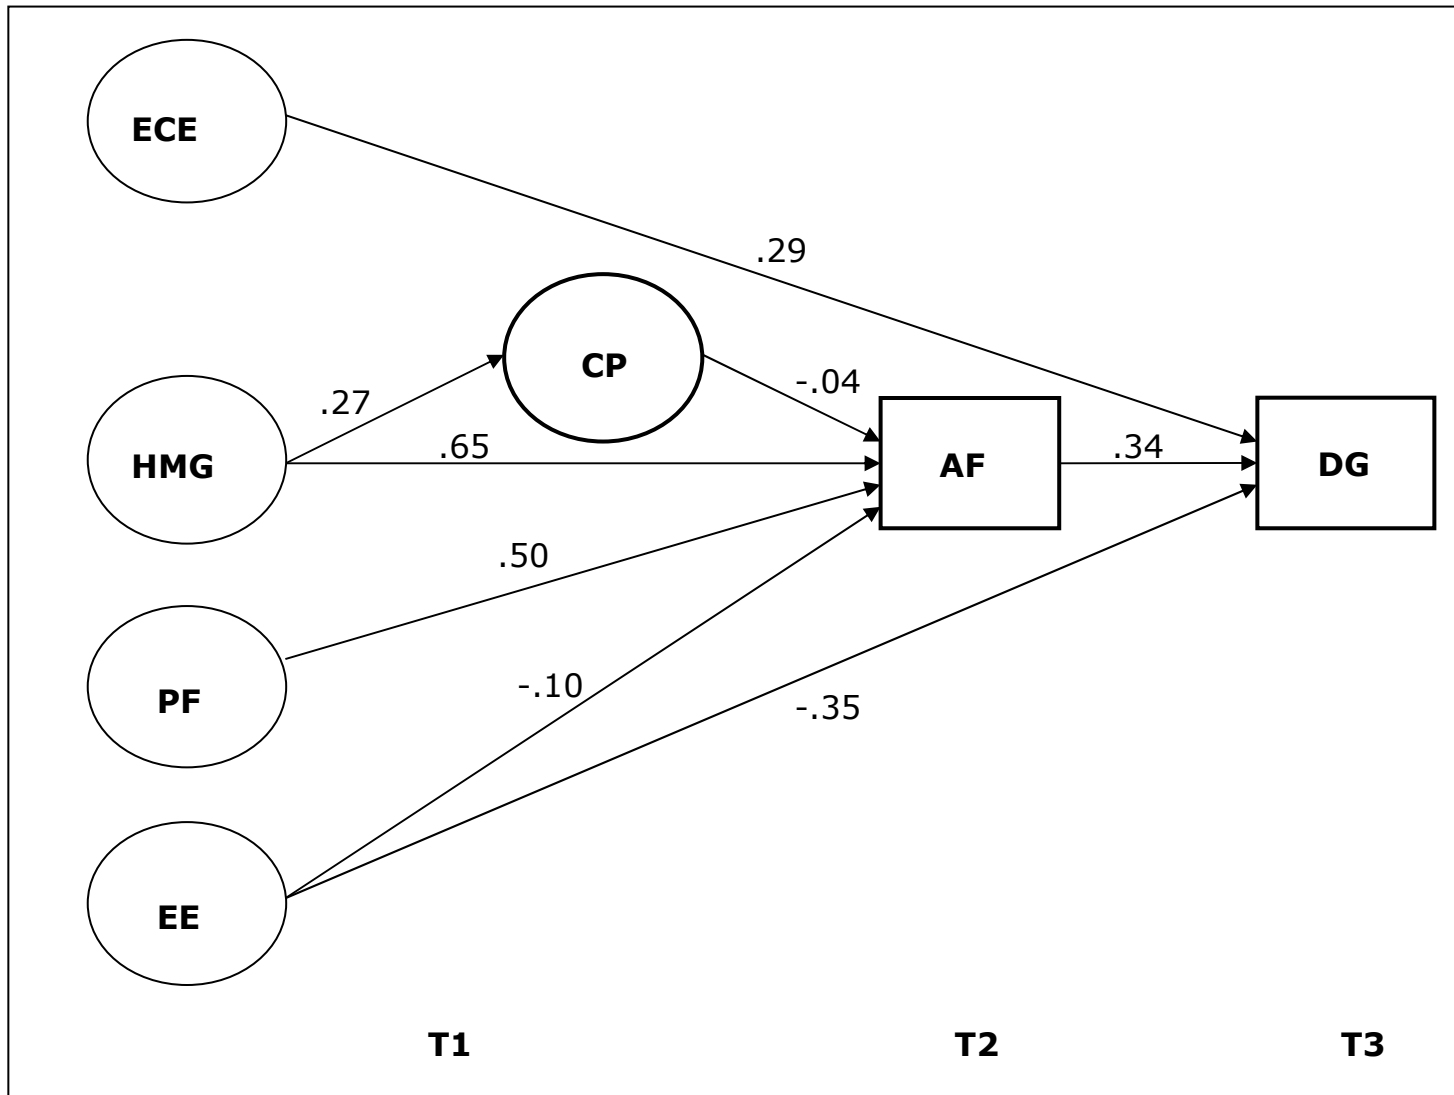 ECE
.29
CP
-.04
.27
.65
HMG
AF
.34
DG
.50
PF
-.10
-.35
EE
T1
T2
T3